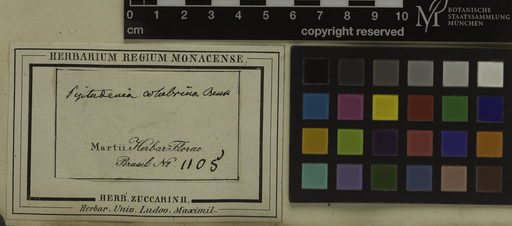 0 1 2 3 4 5 6 7 8 9 10
cm
copyright reserved
BOTANISCHE
STAATSSAMMLUNG
MÜNCHEN
HERBARIUM REGIUM MONACENSE.
Piptadenia colubrina Benth
Martii Herbar. Florae
Brasil. No 1105
HERB. ZUCCARINII.
Herbar. Univ. Ludov. Maximil.